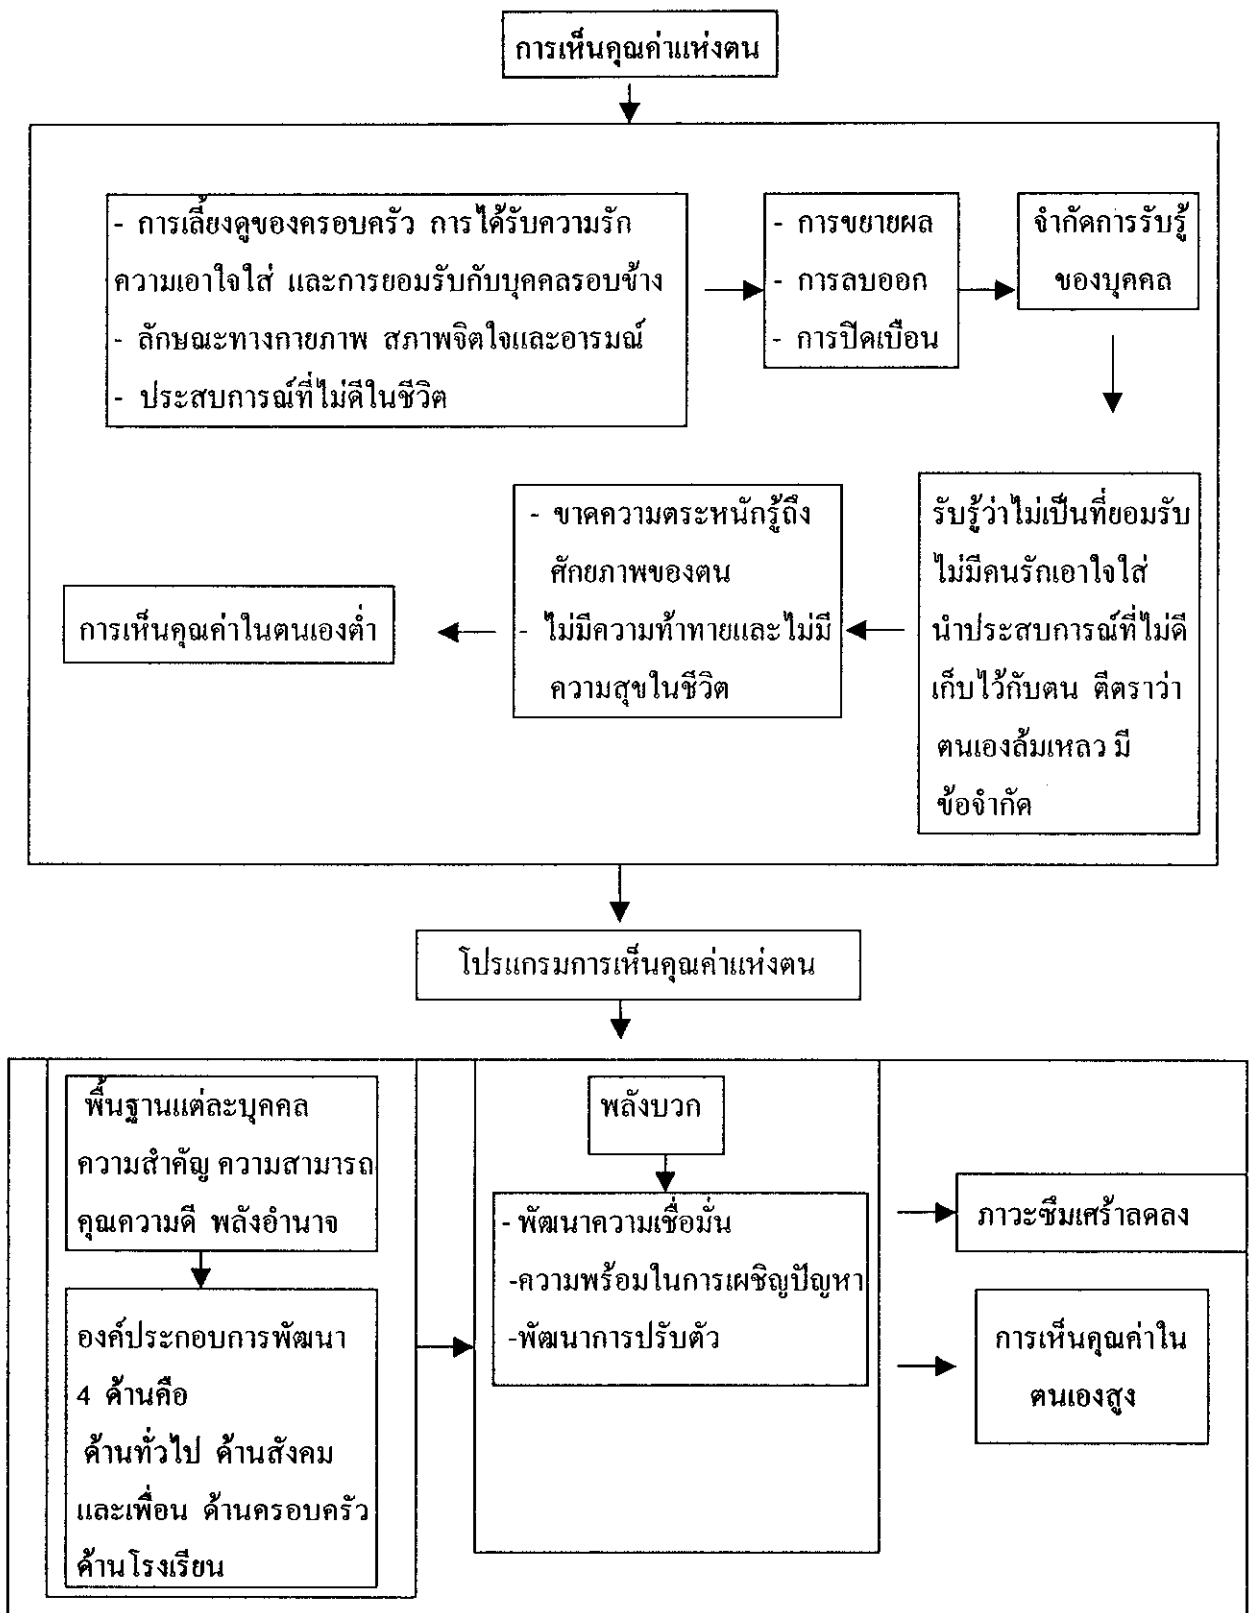 การเห็นคุณค่าแห่งตน
- การเลี้ยงดูของครอบครัว การได้รับความรัก
ความเอาใจใส่ และการยอมรับกับบุคคลรอบข้าง
- ลักษณะทางกายภาพ สภาพจิตใจและอารมณ์
- ประสบการณ์ที่ไม่ดีในชีวิต
- การขยายผล
- การลบออก
- การปิดเบือน
จำกัดการรับรู้
ของบุคคล
รับรู้ว่าไม่เป็นที่ยอมรับ
ไม่มีคนรักเอาใจใส่
นำประสบการณ์ที่ไม่ดี
เก็บไว้กับตน ตีตราว่า
ตนเองล้มเหลว มี
ข้อจำกัด
- ขาดความตระหนักรู้ถึง
ศักยภาพของตน
- ไม่มีความท้าทายและไม่มี
ความสุขในชีวิต
การเห็นคุณค่าในตนเองต่ำ
โปรแกรมการเห็นคุณค่าแห่งตน
พื้นฐานแต่ละบุคคล
ความสำคัญ ความสามารถ
คุณความดี พลังอำนาจ
องค์ประกอบการพัฒนา
4 ด้านคือ
ด้านทั่วไป ด้านสังคม
และเพื่อน ด้านครอบครัว
ด้านโรงเรียน
พลังบวก
- พัฒนาความเชื่อมั่น
-ความพร้อมในการเผชิญปัญหา
-พัฒนาการปรับตัว
ภาวะซึมเศร้าลดลง
การเห็นคุณค่าใน
ตนเองสูง